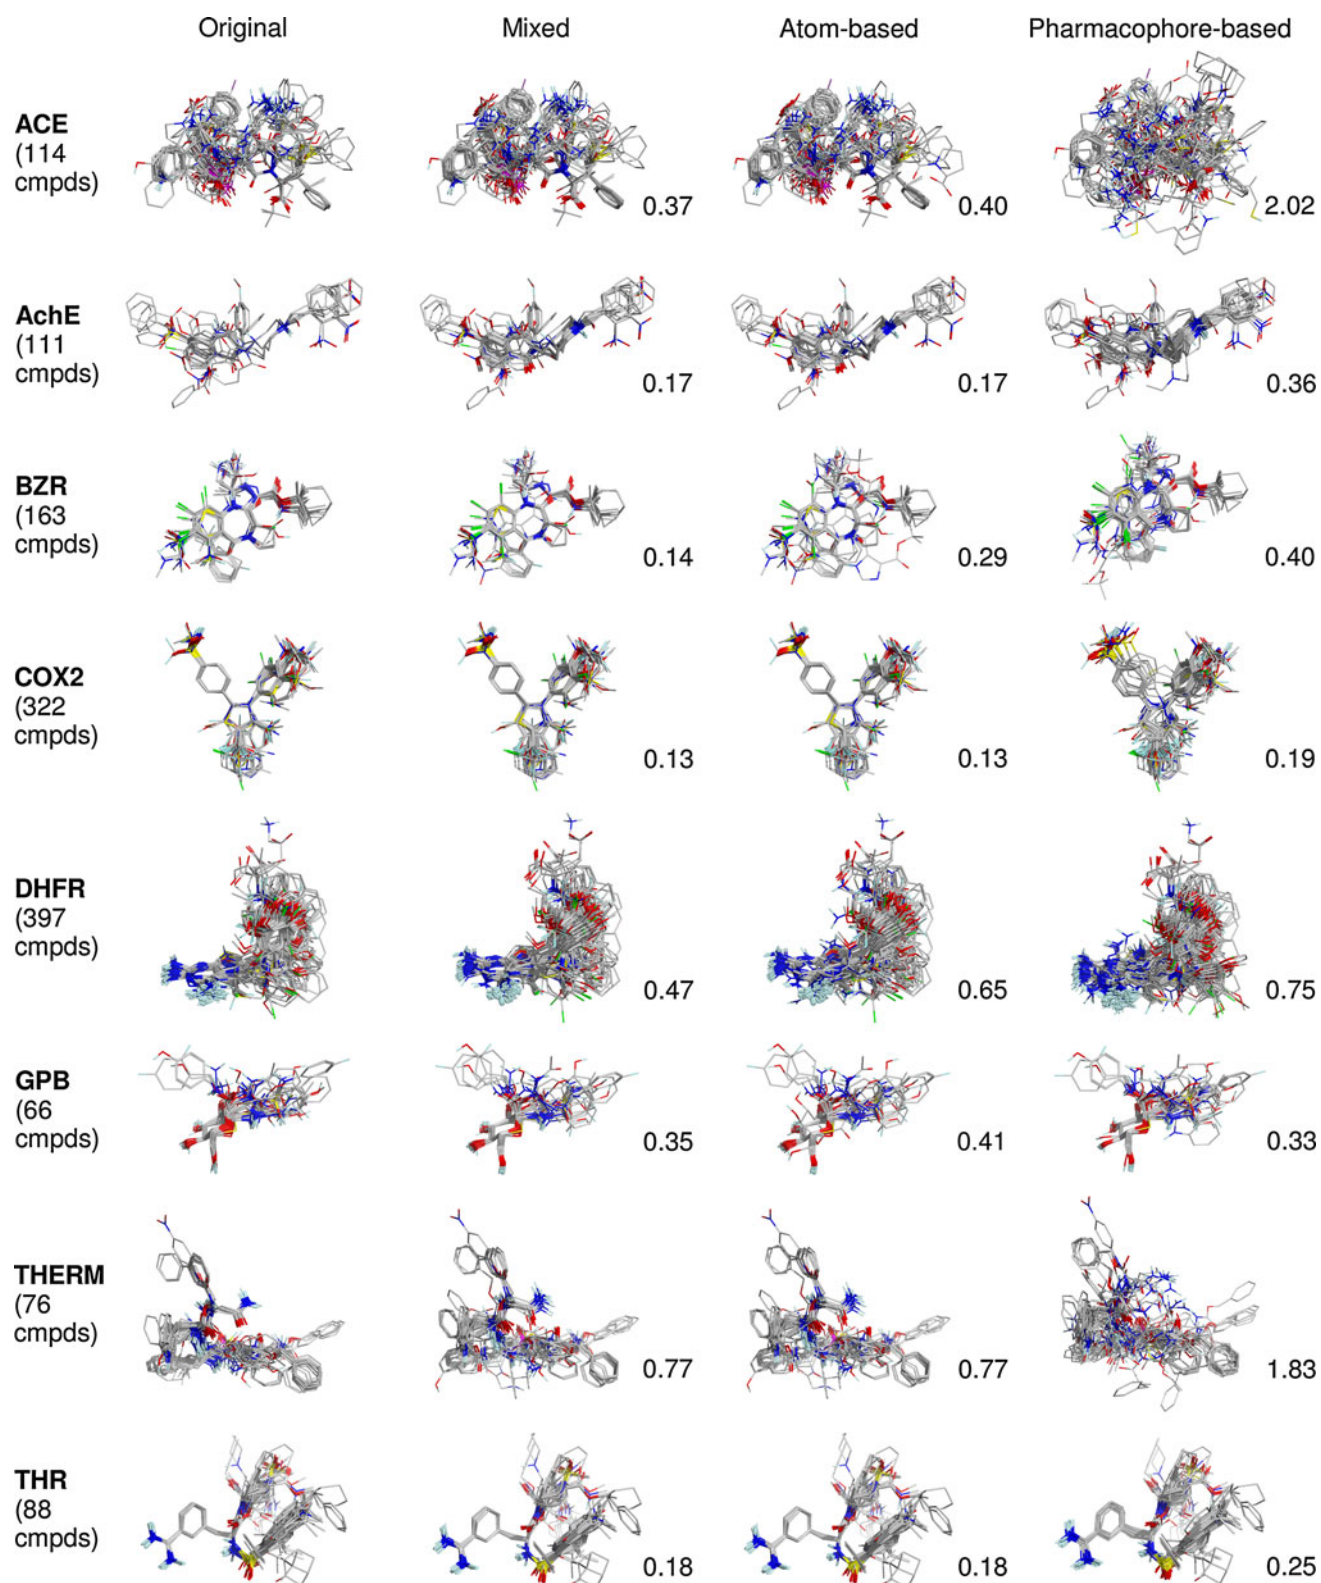 Original Mixed Atom-based Pharmacophore-based
ACE
(114
cmpds)
0.37 0.40 2.02
AchE
(111
cmpds)
0.17 0.17 0.36
BZR
(163
cmpds)
0.14 0.29 0.40
COX2
(322
cmpds)
0.13 0.13 0.19
DHFR
(397
cmpds)
0.47 0.65 0.75
GPB
(66
cmpds)
0.35 0.41 0.33
THERM
(76
cmpds)
0.77 0.77 1.83
THR
(88
cmpds)
0.18 0.18 0.25